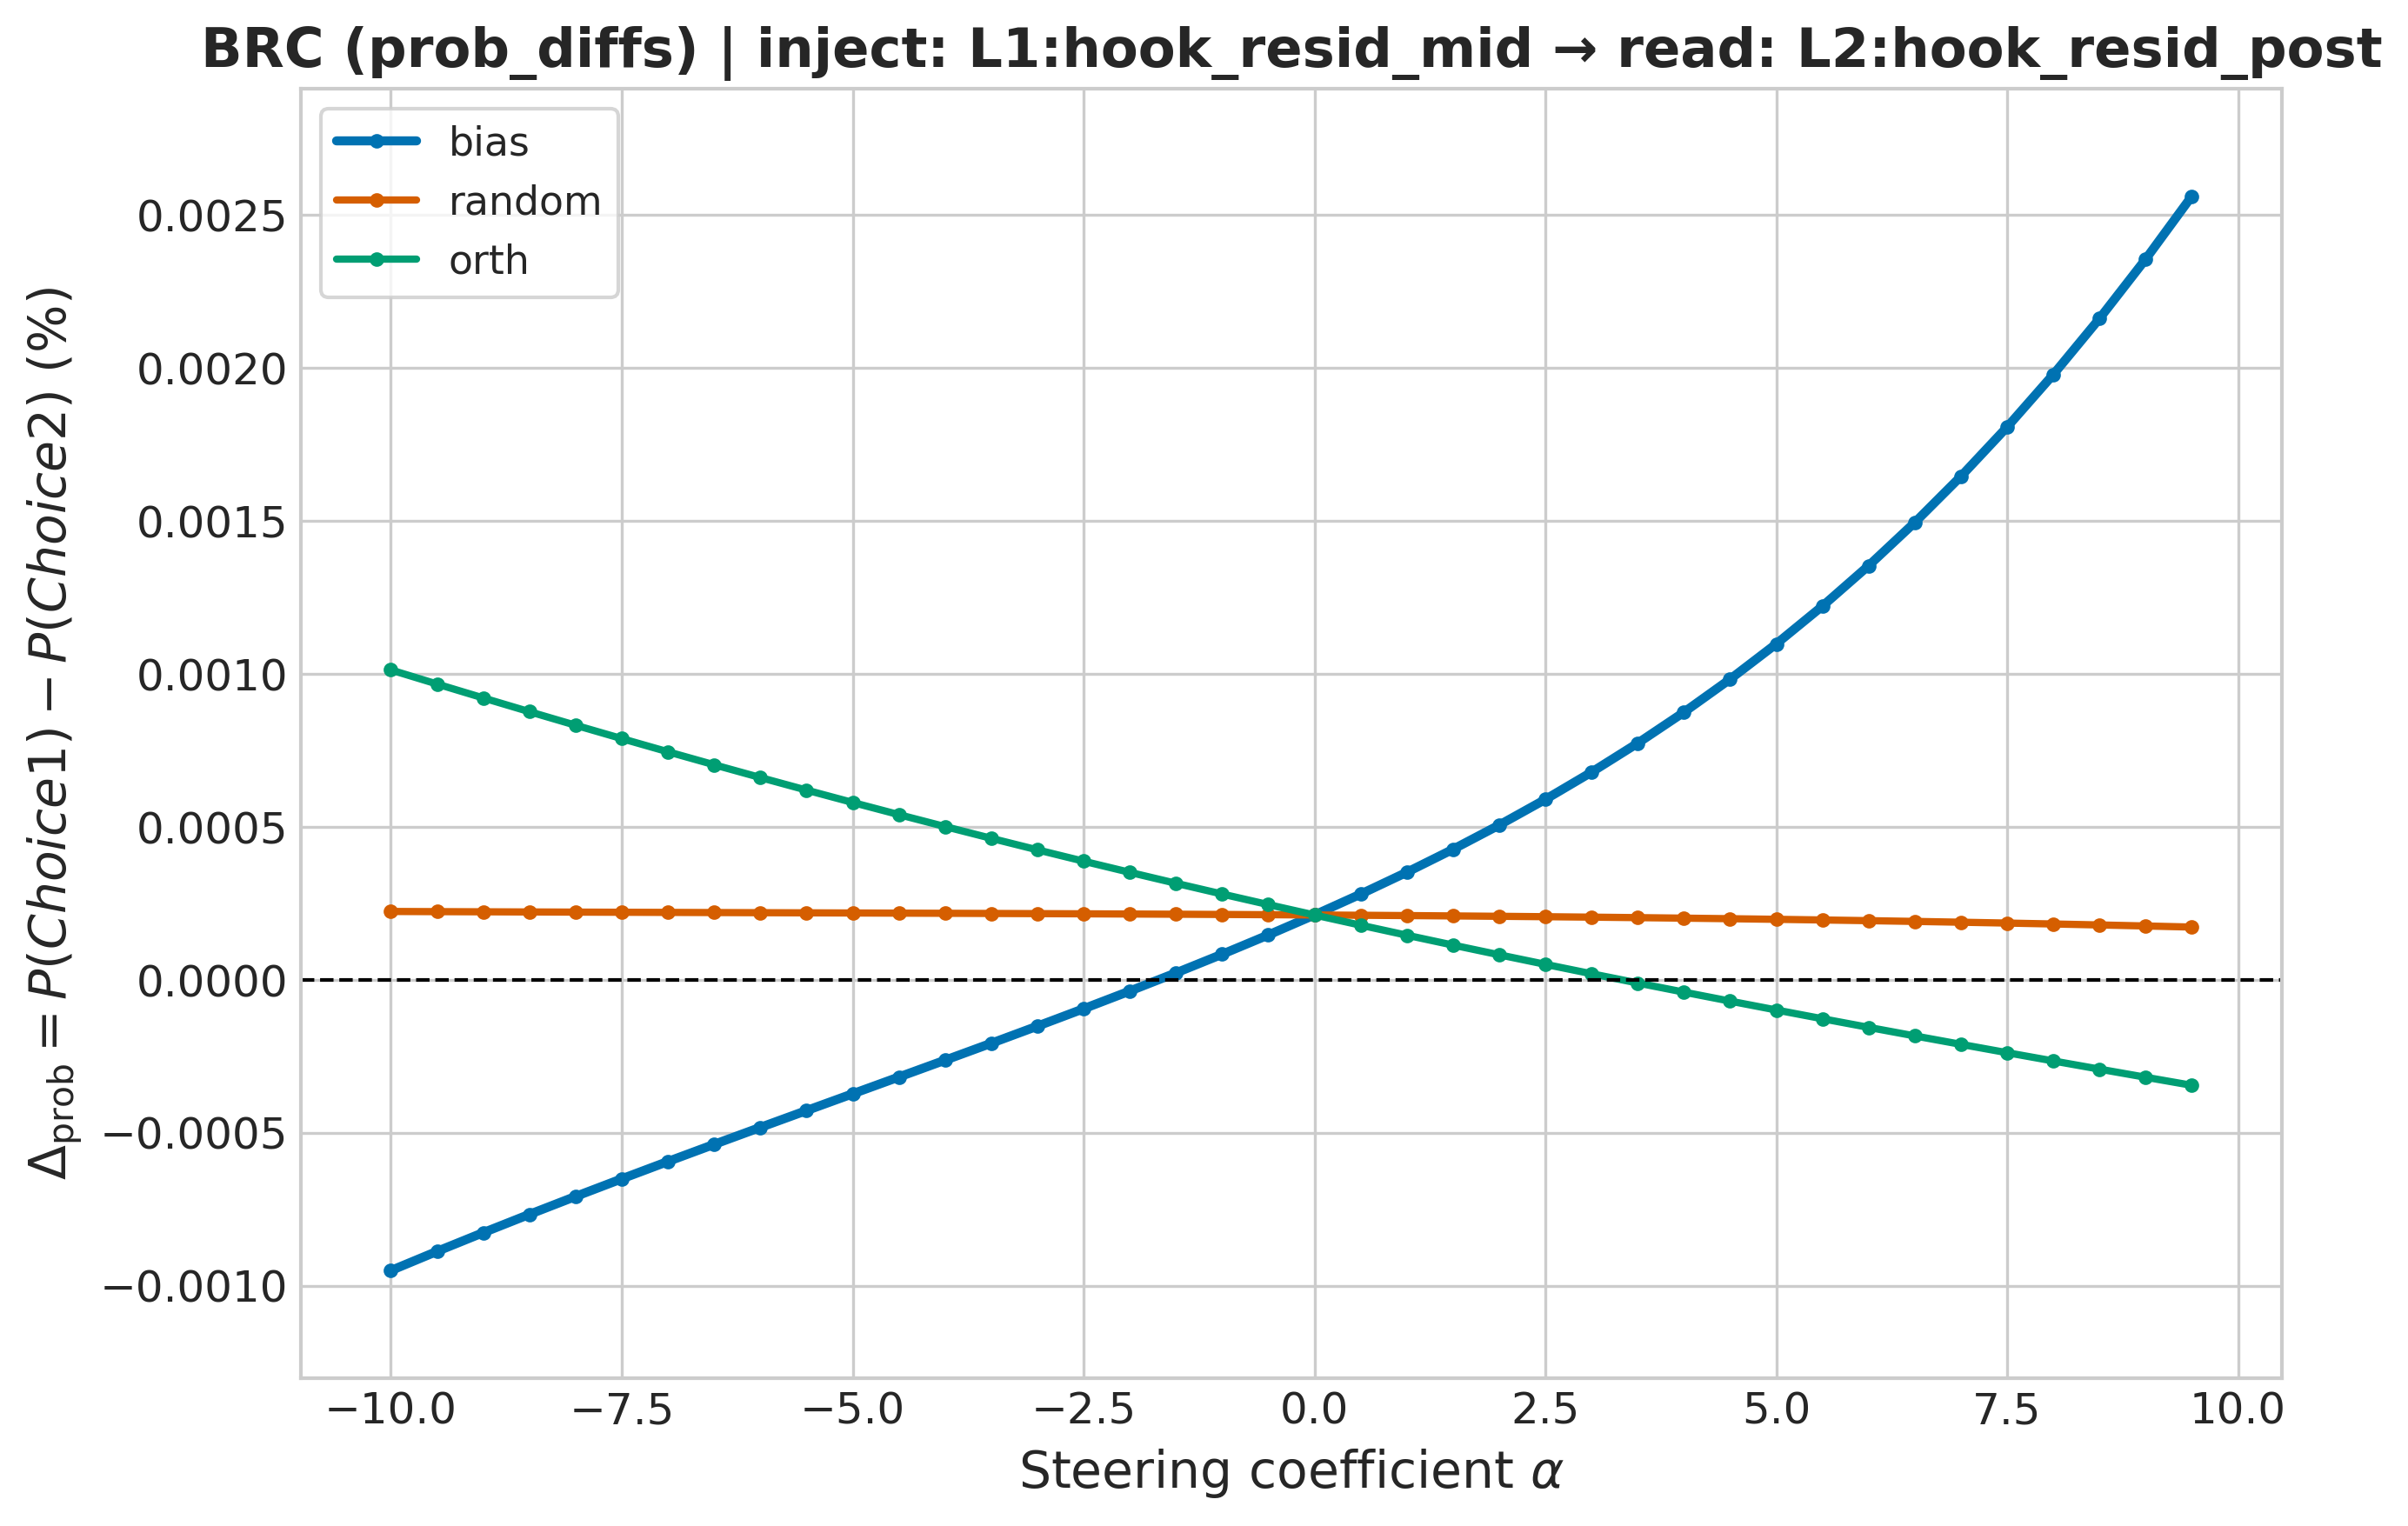 BRC (prob_diffs) | inject: L1:hook_resid_mid → read: L2:hook_resid_post
bias
random
orth
Δprob = P(Choice1) − P(Choice2) (%)
0.0025
0.0020
0.0015
0.0010
0.0005
0.0000
−0.0005
−0.0010
−10.0 −7.5 −5.0 −2.5 0.0 2.5 5.0 7.5 10.0
Steering coefficient α